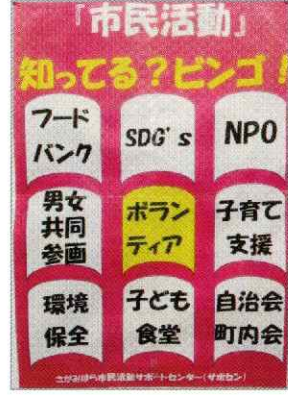 「市民活動」
知ってる？ビンゴ！
フード
バンク
SDG's
NPO
男女
共同
参画
ボラン
ティア
子育て
支援
環境
保全
子ども
食堂
自治会
町内会
さがみはら市民活動サポートセンター(サポセン)